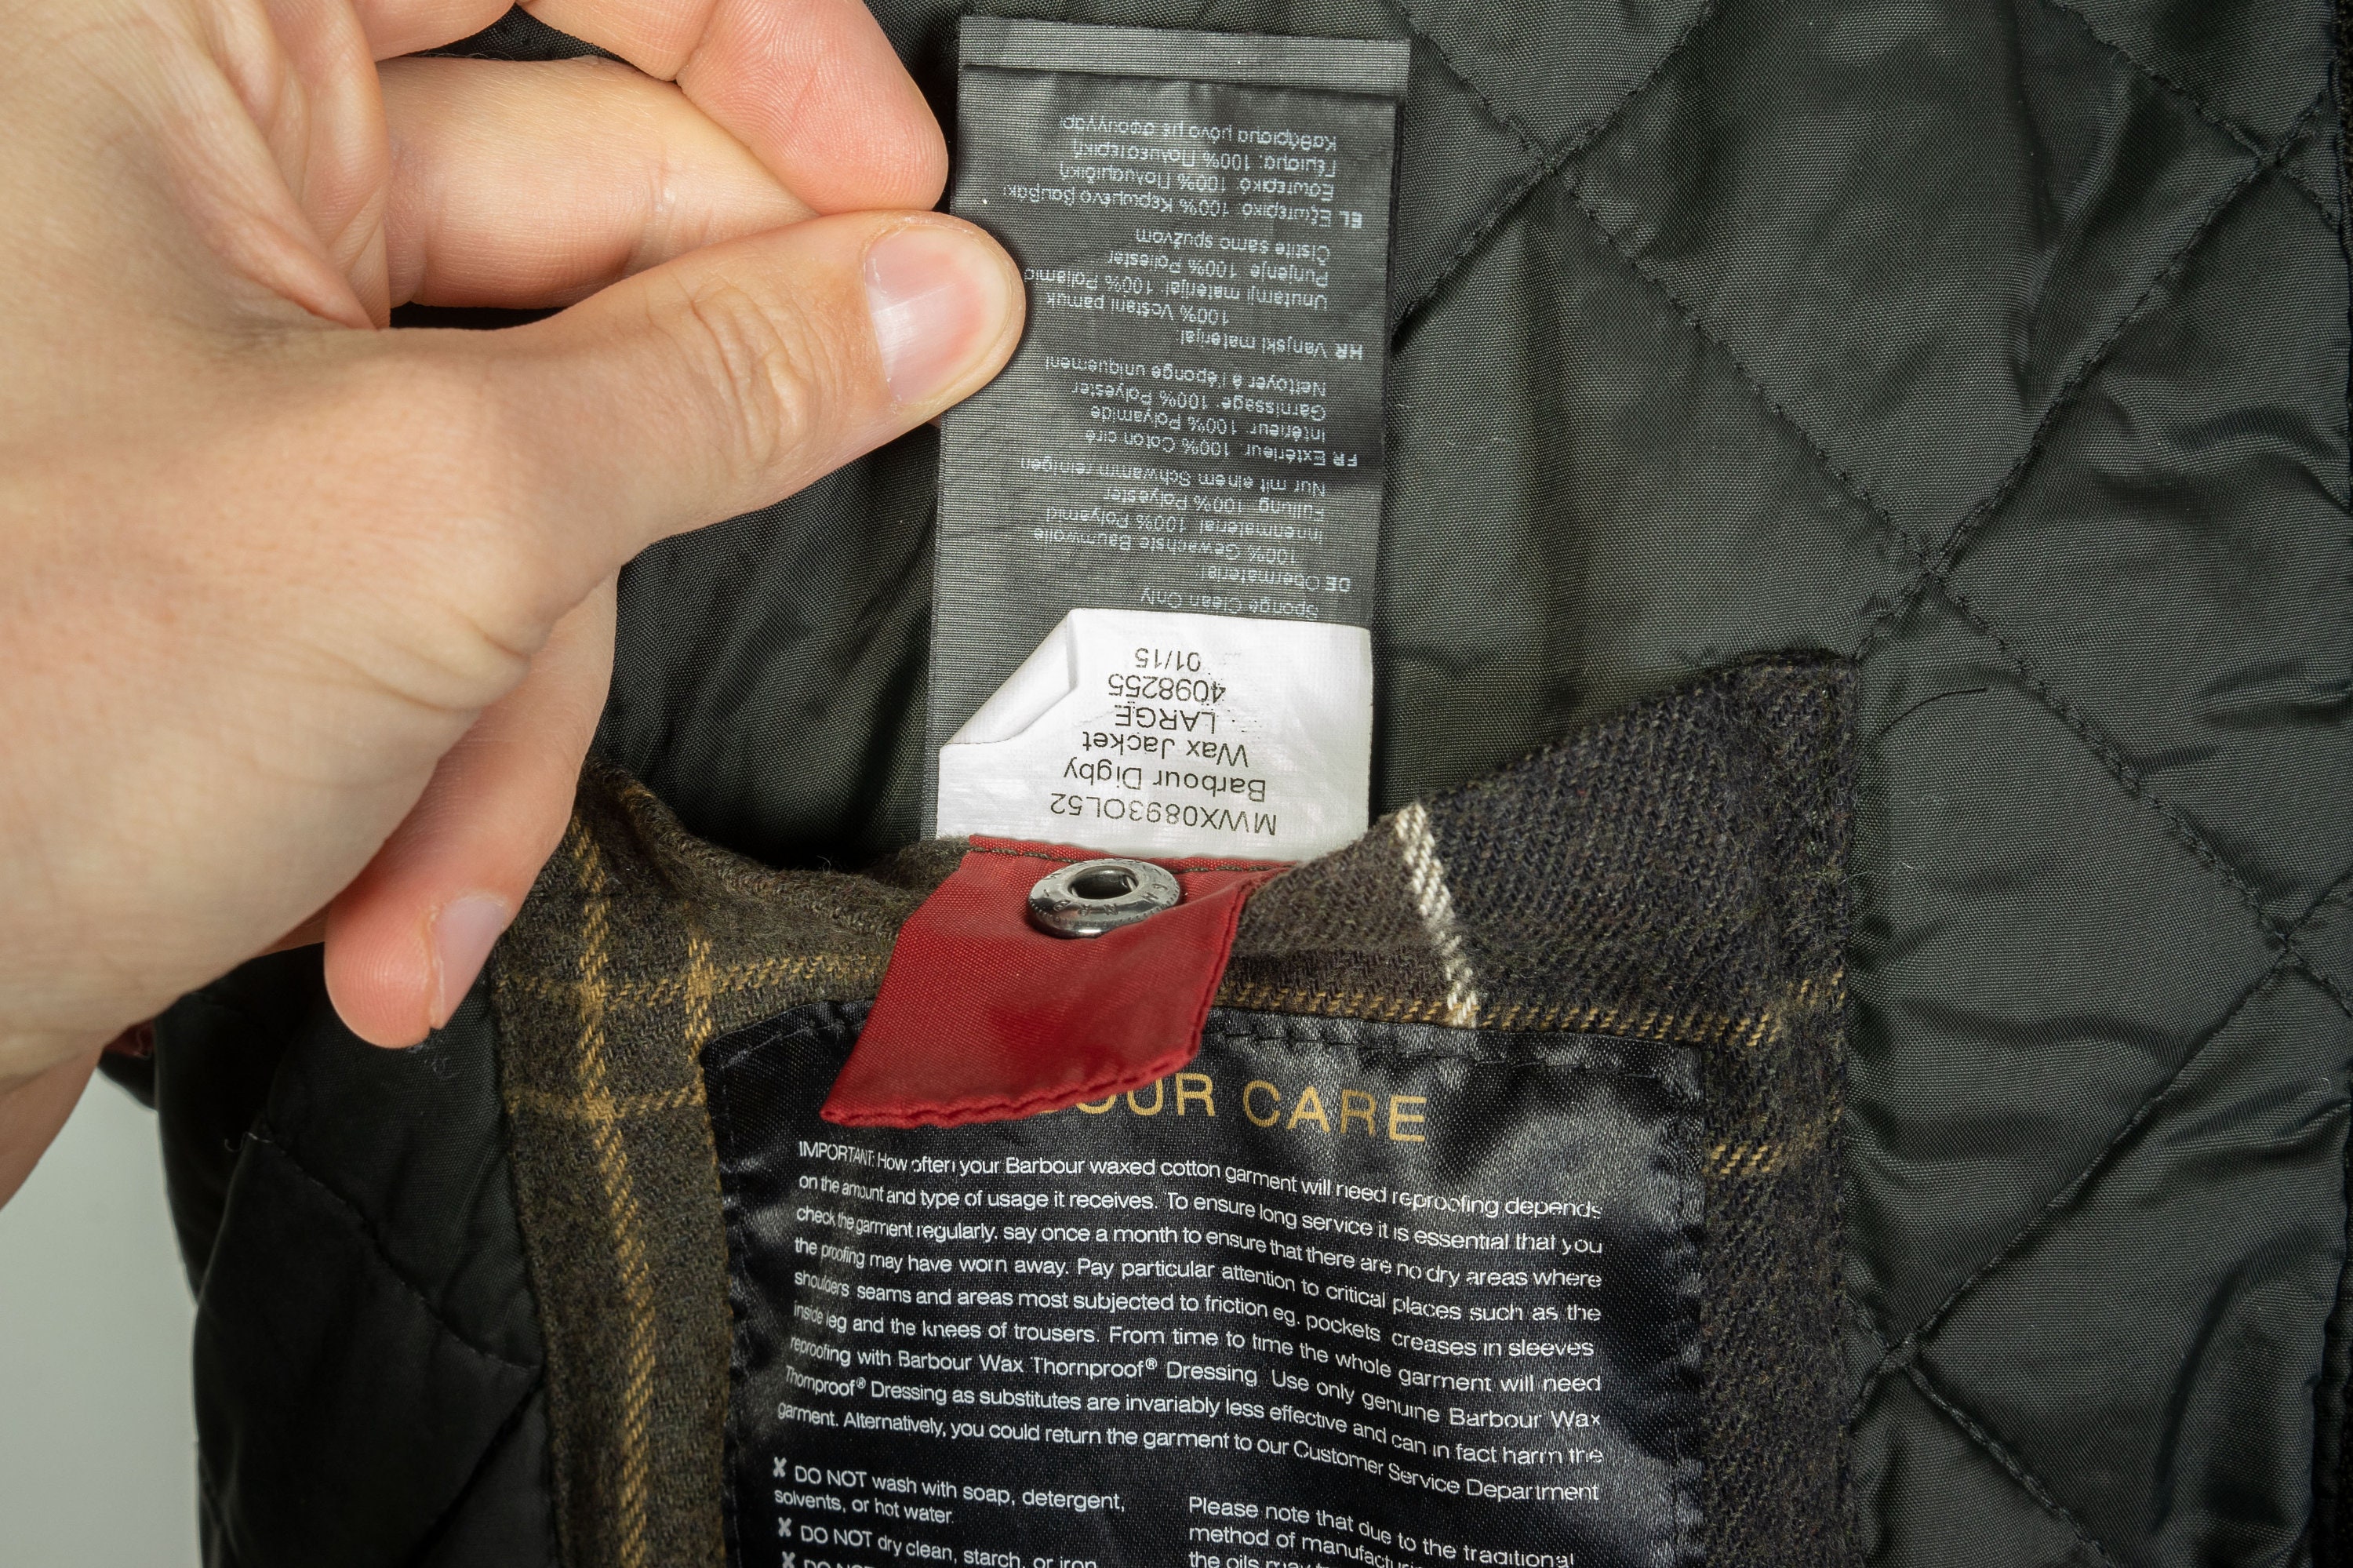 MWX0893OL52
Barbour Digby
Wax Jacket
LARGE
4098255
01/15
Sponge Clean Only
DE Obermaterial:
100% Gewachste Baumwolle
Innenmaterial: 100% Polyamid
Füllung: 100% Polyester
Nur mit einem Schwamm reinigen
FR Extérieur: 100% Coton ciré
Intérieur: 100% Polyamide
Garnissage: 100% Polyester
Nettoyer à l'éponge uniquement
HR Vanjski materijal:
100% Voštani pamuk
Unutarnji materijal: 100% Poliamid
Punjenje: 100% Poliester
Čistite samo spužvom
EL Εξωτερικό: 100% Κερωμένο βαμβάκι
Εσωτερικό: 100% Πολυαμιδική
Γέμισμα: 100% Πολυεστερική
Καθάρισμα μόνο με σφουγγάρ
OUR CARE
IMPORTANT: How often your Barbour waxed cotton garment will need reproofing depends
on the amount and type of usage it receives. To ensure long service it is essential that you
check the garment regularly, say once a month to ensure that there are no dry areas where
the proofing may have worn away. Pay particular attention to critical places such as the
shoulders seams and areas most subjected to friction eg. pockets creases in sleeves
inside leg and the knees of trousers. From time to time the whole garment will need
reproofing with Barbour Wax Thornproof® Dressing Use only genuine Barbour Wax
Thornproof® Dressing as substitutes are invariably less effective and can in fact harm the
garment. Alternatively, you could return the garment to our Customer Service Department
✘ DO NOT wash with soap, detergent,
solvents, or hot water.
✘ DO NOT dry clean, starch, or iron
✘ DO NOT
Please note that due to the traditional
method of manufacturing
the oils may